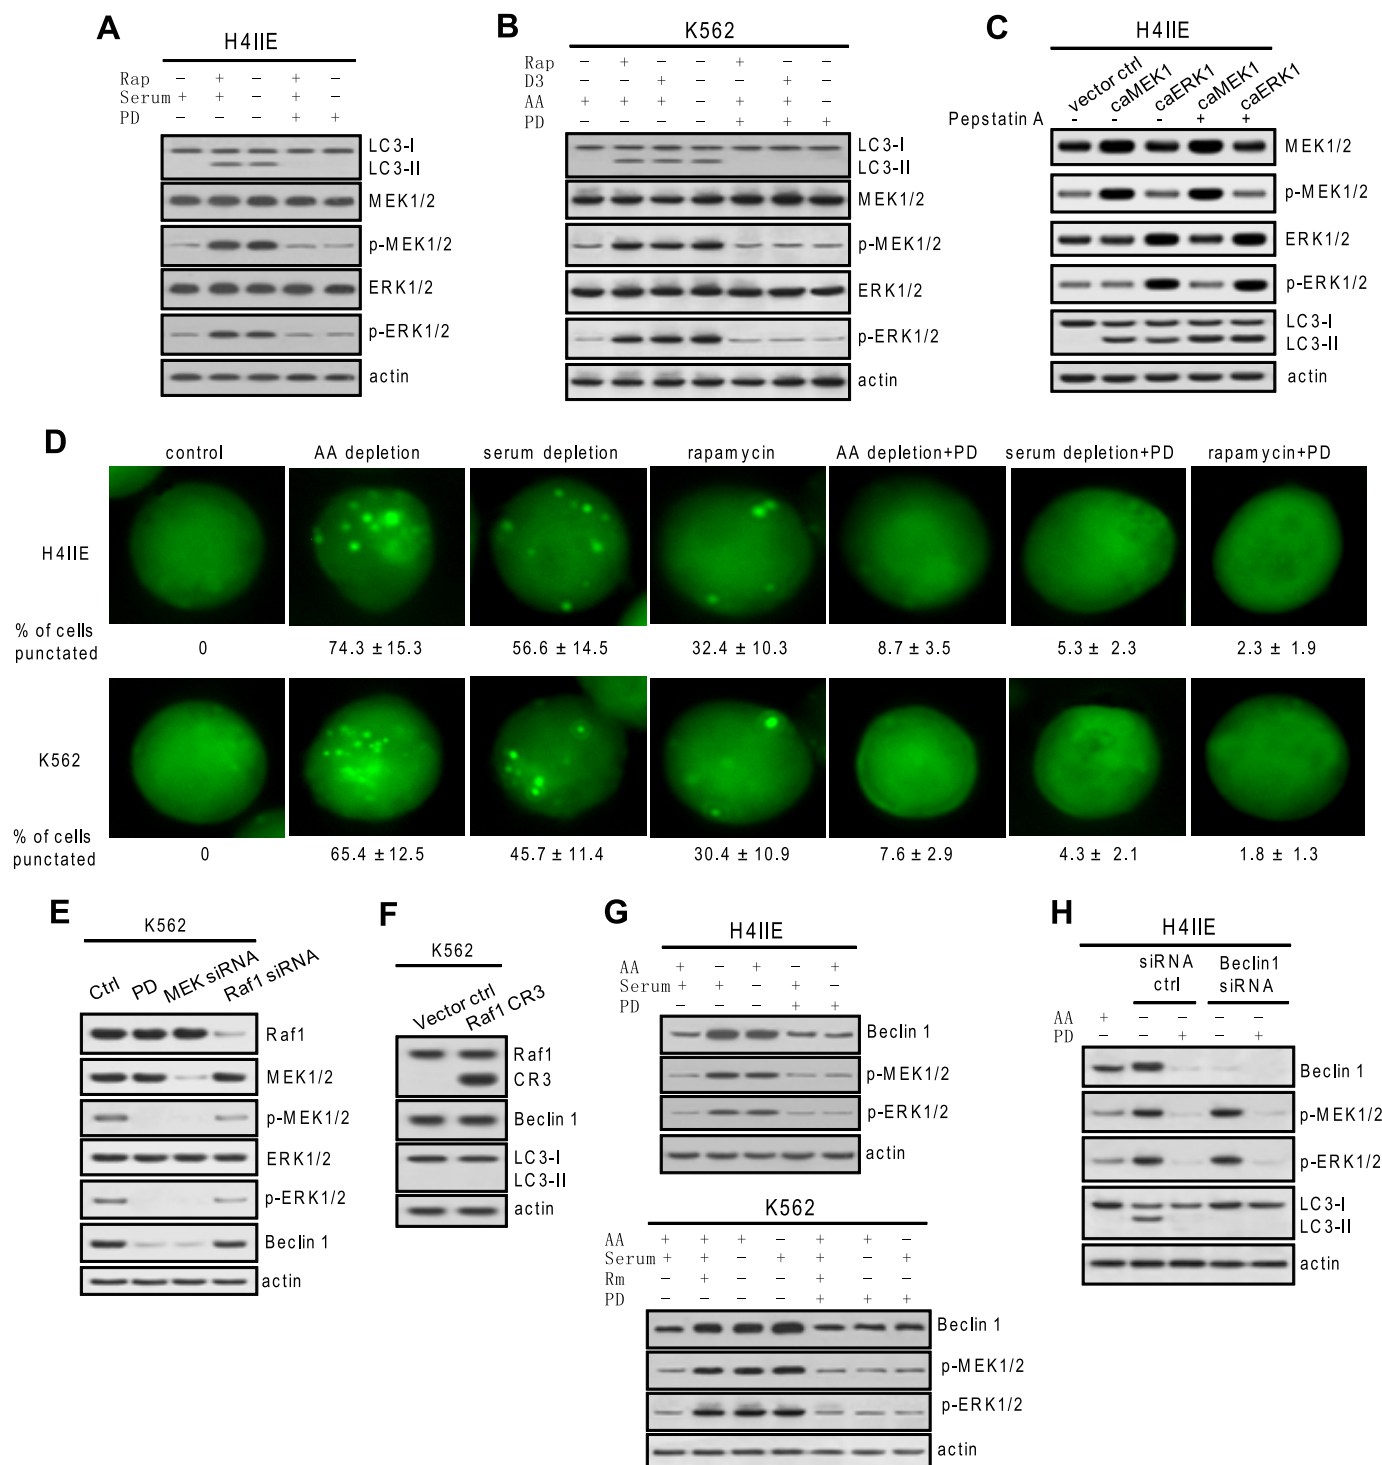 A
H4IIE
Rap − + − + −
Serum + + − + −
PD − − − + +
LC3-I
LC3-II
MEK1/2
p-MEK1/2
ERK1/2
p-ERK1/2
actin
B
K562
Rap − + − − + − −
D3 − − + − − + −
AA + + + − + + −
PD − − − − + + +
LC3-I
LC3-II
MEK1/2
p-MEK1/2
ERK1/2
p-ERK1/2
actin
C
H4IIE
vector ctrl caMEK1 caERK1 caMEK1 caERK1
Pepstatin A - - - + +
MEK1/2
p-MEK1/2
ERK1/2
p-ERK1/2
LC3-I
LC3-II
actin
D
control AA depletion serum depletion rapamycin AA depletion+PD serum depletion+PD rapamycin+PD
H4IIE
% of cells
punctated 0 74.3 ± 15.3 56.6 ± 14.5 32.4 ± 10.3 8.7 ± 3.5 5.3 ± 2.3 2.3 ± 1.9
K562
% of cells
punctated 0 65.4 ± 12.5 45.7 ± 11.4 30.4 ± 10.9 7.6 ± 2.9 4.3 ± 2.1 1.8 ± 1.3
E
K562
Ctrl PD MEK siRNA Raf1 siRNA
Raf1
MEK1/2
p-MEK1/2
ERK1/2
p-ERK1/2
Beclin 1
actin
F
K562
Vector ctrl Raf1 CR3
Raf1
CR3
Beclin 1
LC3-I
LC3-II
actin
G
H4IIE
AA + − + − +
Serum + + − + −
PD − − − + +
Beclin 1
p-MEK1/2
p-ERK1/2
actin
K562
AA + + + − + + −
Serum + + − + + − +
Rm − + − − + − −
PD − − − − + + +
Beclin 1
p-MEK1/2
p-ERK1/2
actin
H
H4IIE
siRNA ctrl
Beclin1 siRNA
AA + − − − −
PD − − + − +
Beclin 1
p-MEK1/2
p-ERK1/2
LC3-I
LC3-II
actin